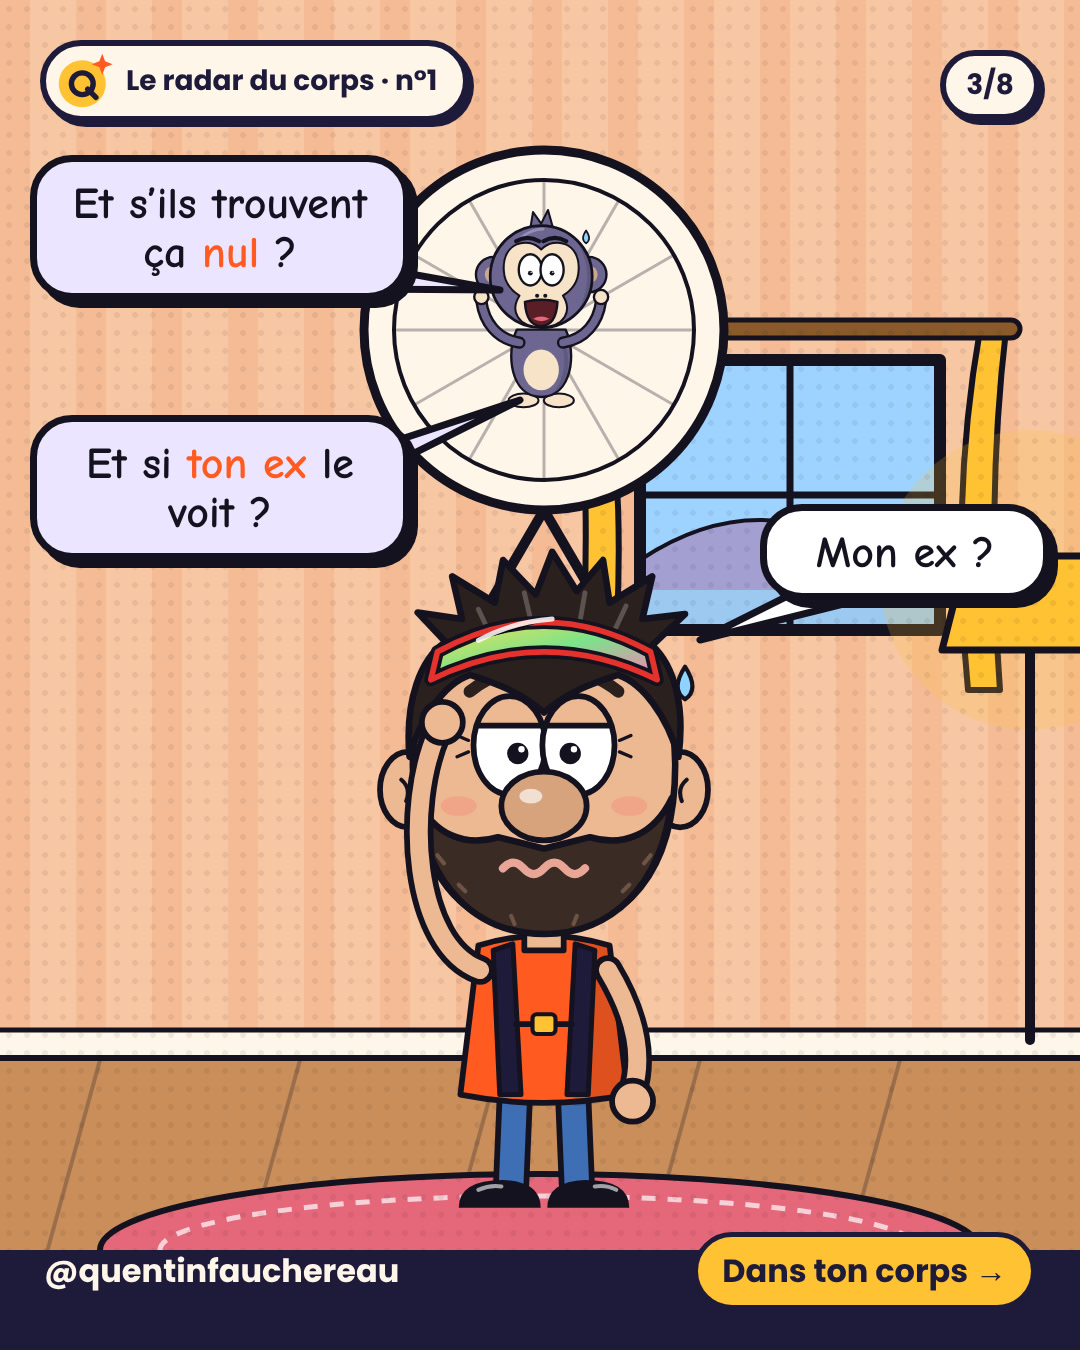 Q
Le radar du corps · n°1
3/8
Et s'ils trouvent
ça nul ?
Et si ton ex le
voit ?
Mon ex ?
@quentinfauchereau
Dans ton corps →